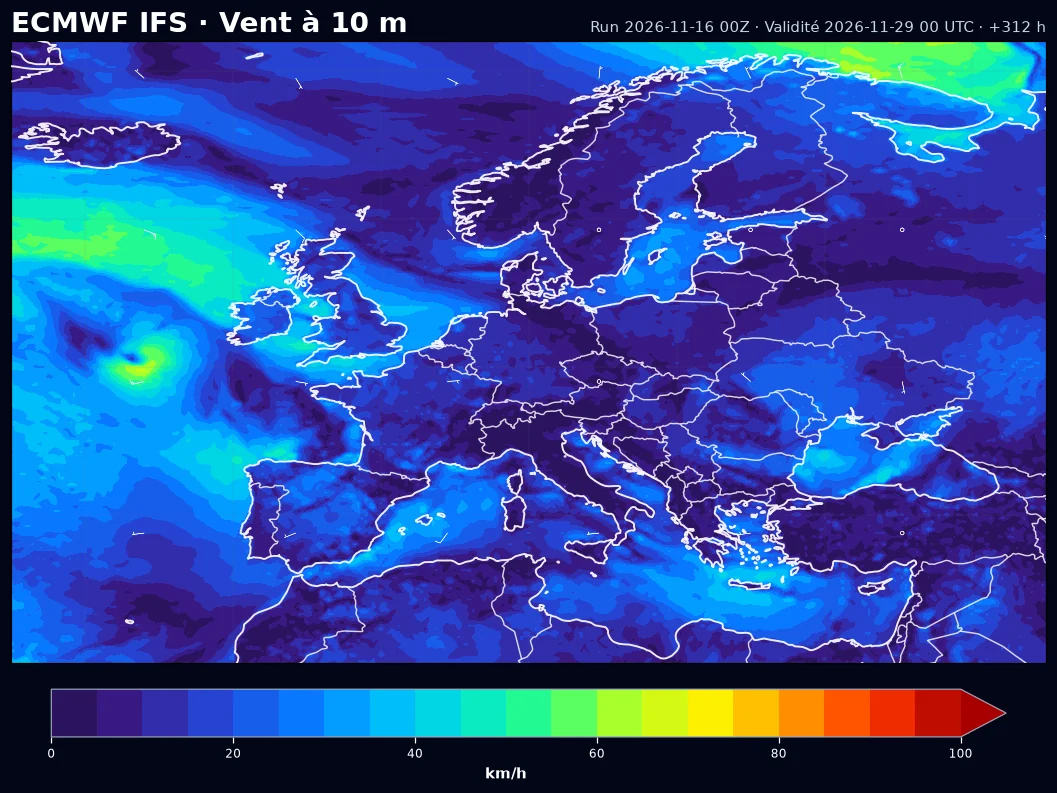 ECMWF IFS · Vent à 10 m
Run 2026-11-16 00Z · Validité 2026-11-29 00 UTC · +312 h
0 20 40 60 80 100
km/h